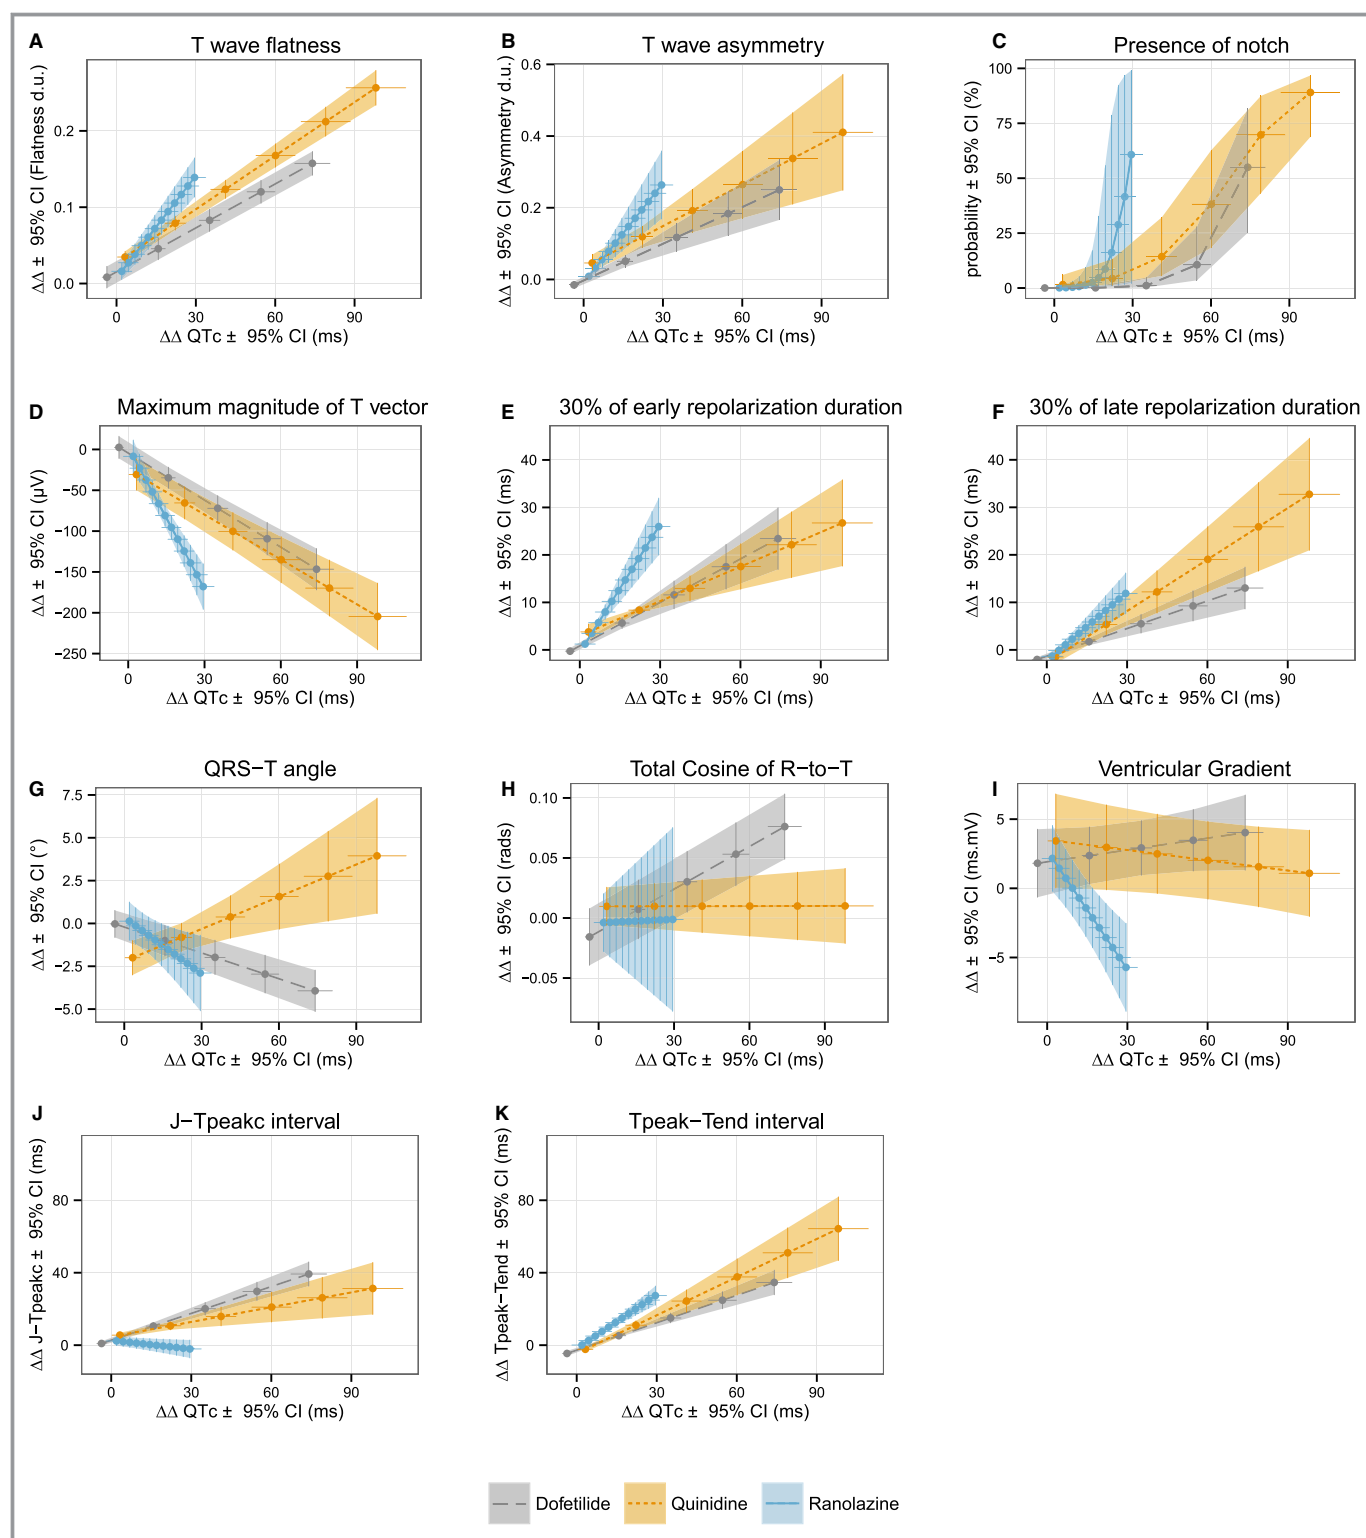 A T wave flatness
ΔΔ ± 95% CI (Flatness d.u.)
0.2
0.1
0.0
0 30 60 90
ΔΔ QTc ± 95% CI (ms)
B T wave asymmetry
ΔΔ ± 95% CI (Asymmetry d.u.)
0.6
0.4
0.2
0.0
0 30 60 90
ΔΔ QTc ± 95% CI (ms)
C Presence of notch
probability ± 95% CI (%)
100
75
50
25
0
0 30 60 90
ΔΔ QTc ± 95% CI (ms)
D Maximum magnitude of T vector
ΔΔ ± 95% CI (µV)
0
−50
−100
−150
−200
−250
0 30 60 90
ΔΔ QTc ± 95% CI (ms)
E 30% of early repolarization duration
ΔΔ ± 95% CI (ms)
40
30
20
10
0
0 30 60 90
ΔΔ QTc ± 95% CI (ms)
F 30% of late repolarization duration
ΔΔ ± 95% CI (ms)
40
30
20
10
0
0 30 60 90
ΔΔ QTc ± 95% CI (ms)
G QRS−T angle
ΔΔ ± 95% CI (°)
7.5
5.0
2.5
0.0
−2.5
−5.0
0 30 60 90
ΔΔ QTc ± 95% CI (ms)
H Total Cosine of R−to−T
ΔΔ ± 95% CI (rads)
0.10
0.05
0.00
−0.05
0 30 60 90
ΔΔ QTc ± 95% CI (ms)
I Ventricular Gradient
ΔΔ ± 95% CI (ms.mV)
5
0
−5
0 30 60 90
ΔΔ QTc ± 95% CI (ms)
J J−Tpeakc interval
ΔΔ J−Tpeakc ± 95% CI (ms)
80
40
0
0 30 60 90
ΔΔ QTc ± 95% CI (ms)
K Tpeak−Tend interval
ΔΔ Tpeak−Tend ± 95% CI (ms)
80
40
0
0 30 60 90
ΔΔ QTc ± 95% CI (ms)
Dofetilide Quinidine Ranolazine